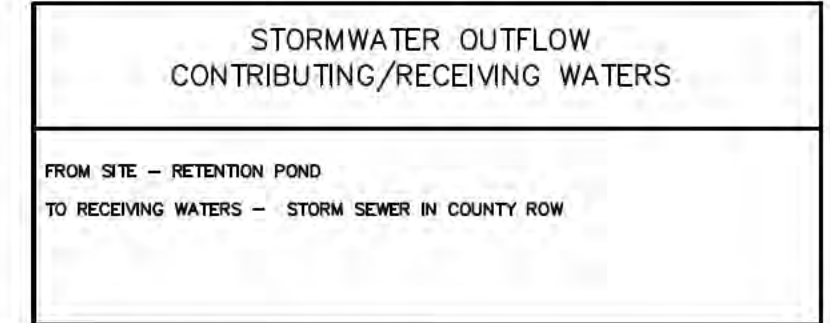 STORMWATER OUTFLOW
CONTRIBUTING/RECEIVING WATERS
FROM SITE – RETENTION POND
TO RECEIVING WATERS – STORM SEWER IN COUNTY ROW